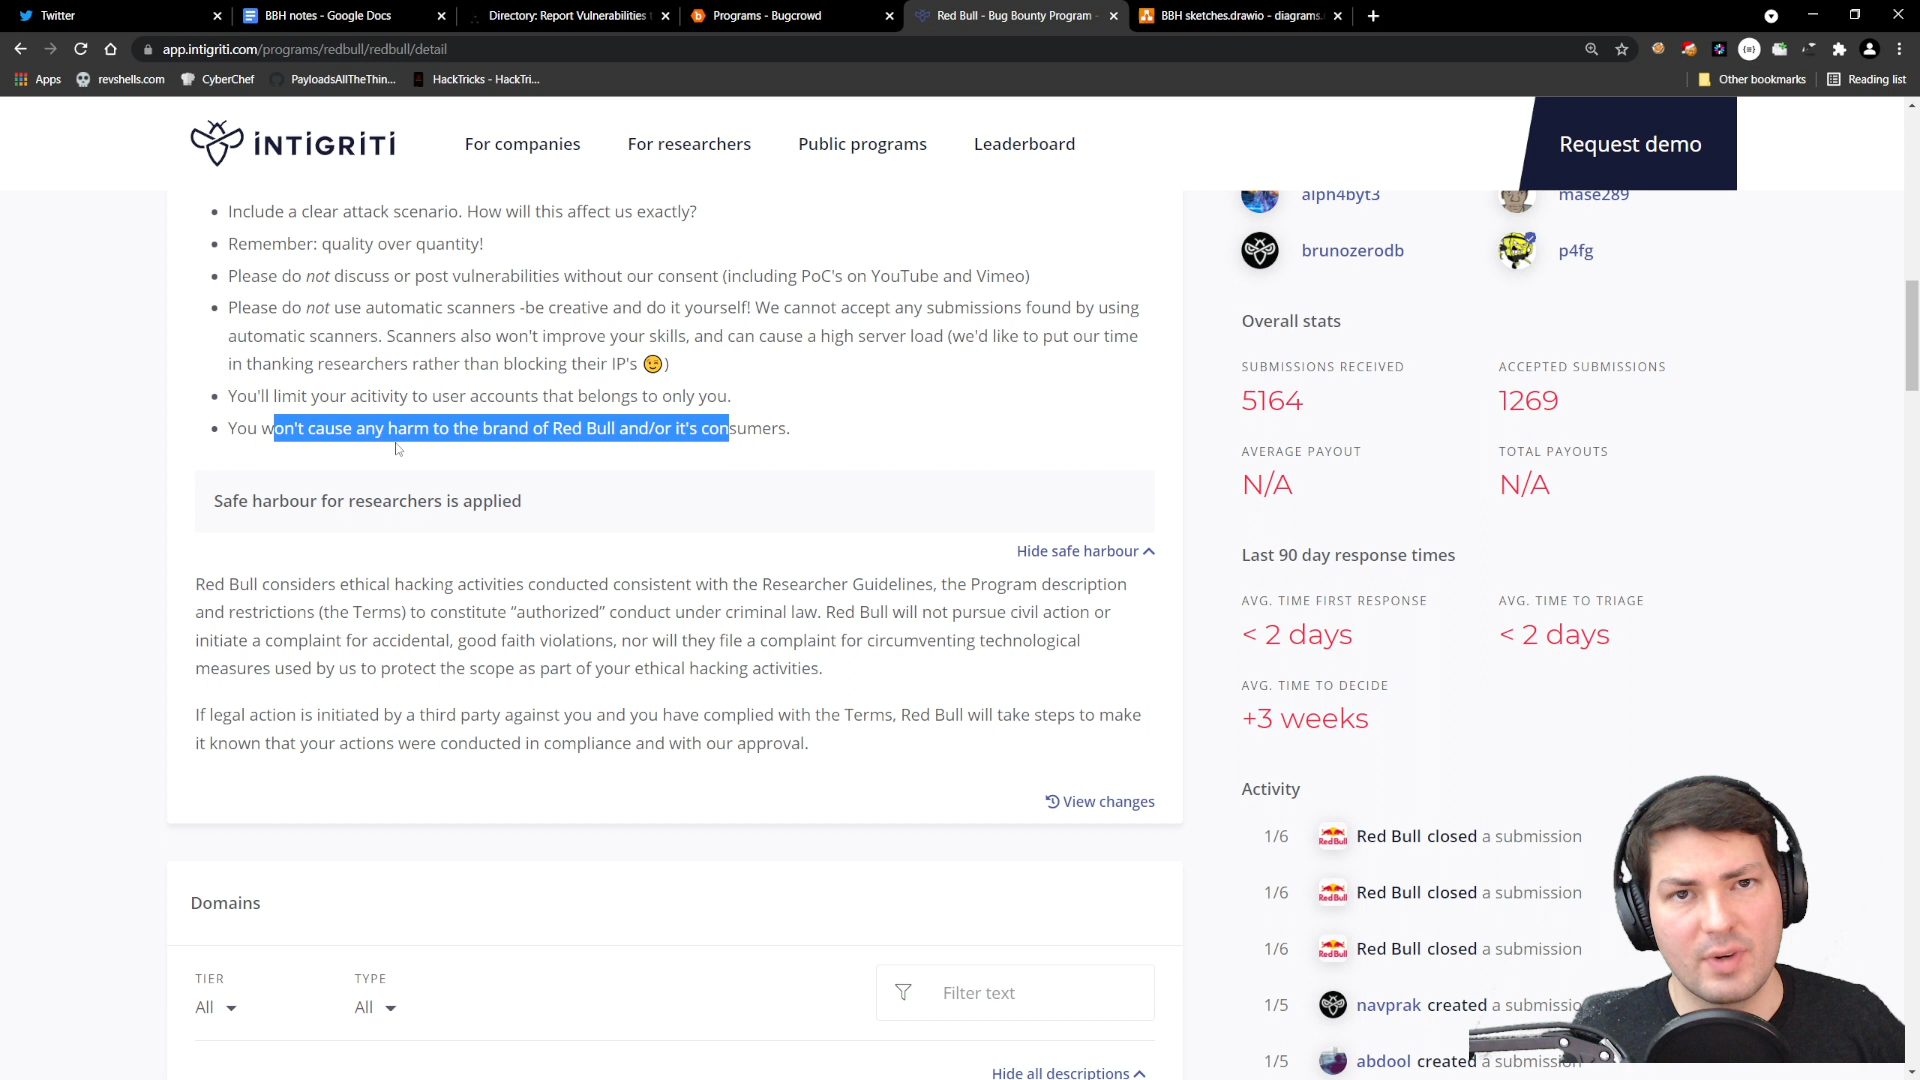 Twitter
BBH notes - Google Docs
Directory: Report Vulnerabilities
Programs - Bugcrowd
Red Bull - Bug Bounty Program -
BBH sketches.drawio - diagrams.
app.intigriti.com/programs/redbull/redbull/detail
Apps
revshells.com
CyberChef
PayloadsAllTheThin...
HackTricks - HackTri...
Other bookmarks
Reading list
INTIGRITI
For companies
For researchers
Public programs
Leaderboard
Request demo
• Include a clear attack scenario. How will this affect us exactly?
• Remember: quality over quantity!
• Please do not discuss or post vulnerabilities without our consent (including PoC's on YouTube and Vimeo)
• Please do not use automatic scanners -be creative and do it yourself! We cannot accept any submissions found by using
automatic scanners. Scanners also won't improve your skills, and can cause a high server load (we'd like to put our time
in thanking researchers rather than blocking their IP's 😉)
• You'll limit your acitivity to user accounts that belongs to only you.
• You won't cause any harm to the brand of Red Bull and/or it's consumers.
Safe harbour for researchers is applied
Hide safe harbour
Red Bull considers ethical hacking activities conducted consistent with the Researcher Guidelines, the Program description
and restrictions (the Terms) to constitute “authorized” conduct under criminal law. Red Bull will not pursue civil action or
initiate a complaint for accidental, good faith violations, nor will they file a complaint for circumventing technological
measures used by us to protect the scope as part of your ethical hacking activities.
If legal action is initiated by a third party against you and you have complied with the Terms, Red Bull will take steps to make
it known that your actions were conducted in compliance and with our approval.
View changes
Domains
TIER
TYPE
All
All
Filter text
Hide all descriptions
alph4byt3
mase289
brunozerodb
p4fg
Overall stats
SUBMISSIONS RECEIVED
ACCEPTED SUBMISSIONS
5164
1269
AVERAGE PAYOUT
TOTAL PAYOUTS
N/A
N/A
Last 90 day response times
AVG. TIME FIRST RESPONSE
AVG. TIME TO TRIAGE
< 2 days
< 2 days
AVG. TIME TO DECIDE
+3 weeks
Activity
1/6 Red Bull Red Bull closed a submission
1/6 Red Bull Red Bull closed a submission
1/6 Red Bull Red Bull closed a submission
1/5 navprak created a submissio
1/5 abdool created a submission